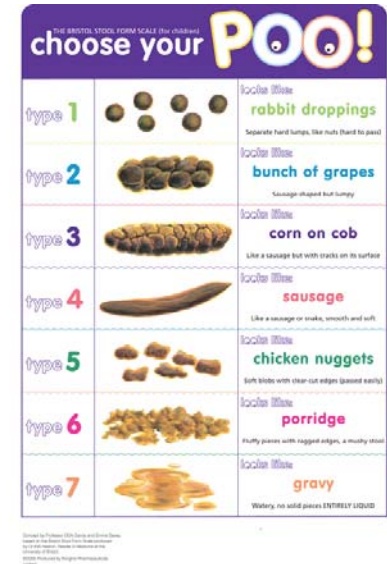 THE BRISTOL STOOL FORM SCALE (for children)
choose your POO!
type 1
looks like:
rabbit droppings
Separate hard lumps, like nuts (hard to pass)
type 2
looks like:
bunch of grapes
Sausage-shaped but lumpy
type 3
looks like:
corn on cob
Like a sausage but with cracks on its surface
type 4
looks like:
sausage
Like a sausage or snake, smooth and soft
type 5
looks like:
chicken nuggets
Soft blobs with clear-cut edges (passed easily)
type 6
looks like:
porridge
Fluffy pieces with ragged edges, a mushy stool
type 7
looks like:
gravy
Watery, no solid pieces ENTIRELY LIQUID